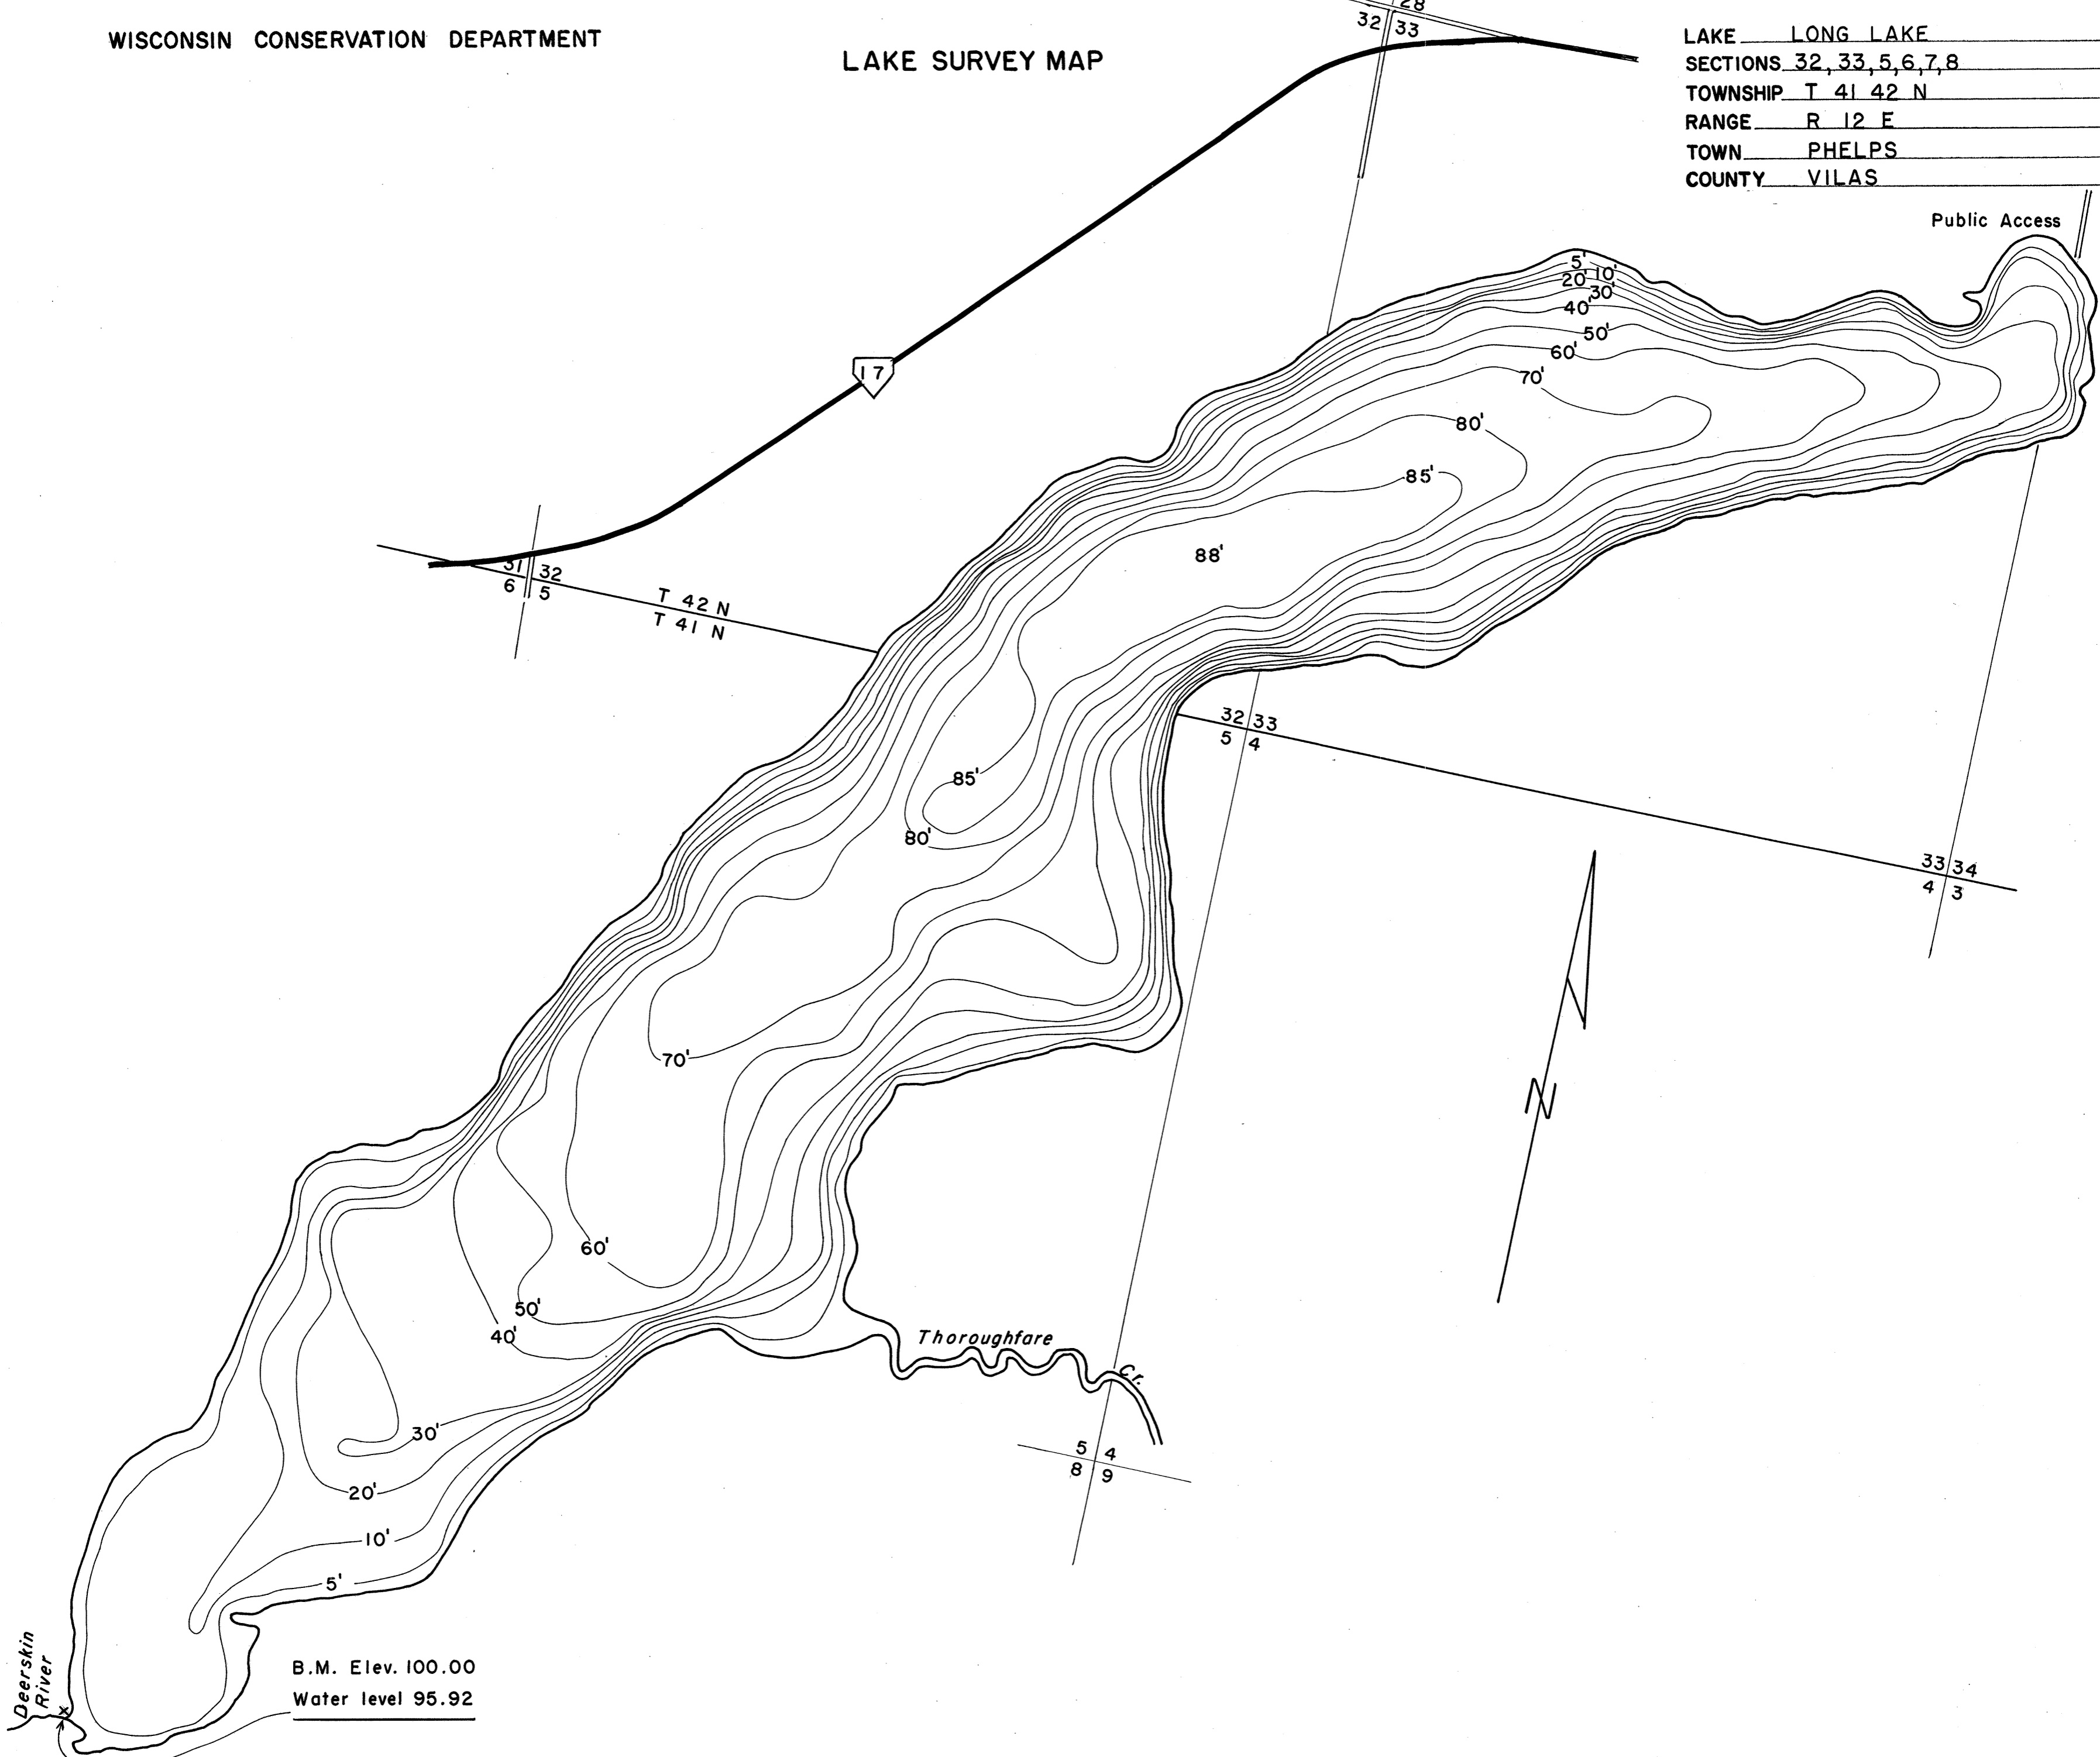 WISCONSIN CONSERVATION DEPARTMENT
LAKE SURVEY MAP
LAKE LONG LAKE
SECTIONS 32, 33, 5, 6, 7, 8
TOWNSHIP T 41 42 N
RANGE R 12 E
TOWN PHELPS
COUNTY VILAS
28
32 33
Public Access
5'
20' 10'
30'
40'
50'
60'
70'
80'
85'
88'
17
31 32
6 5
T 42 N
T 41 N
32 33
5 4
85'
80'
33 34
4 3
70'
N
60'
50'
40'
Thoroughfare Cr.
30'
5 4
8 9
20'
10'
5'
Deerskin
River
x
B.M. Elev. 100.00
Water level 95.92